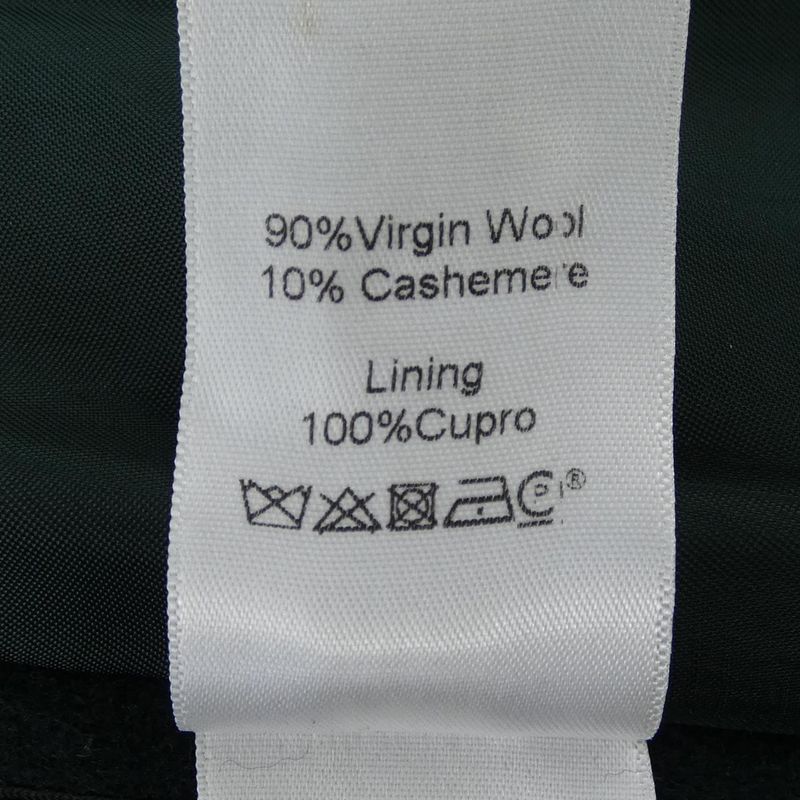 90%Virgin Wool
10% Cashemere
Lining
100%Cupro
P ®